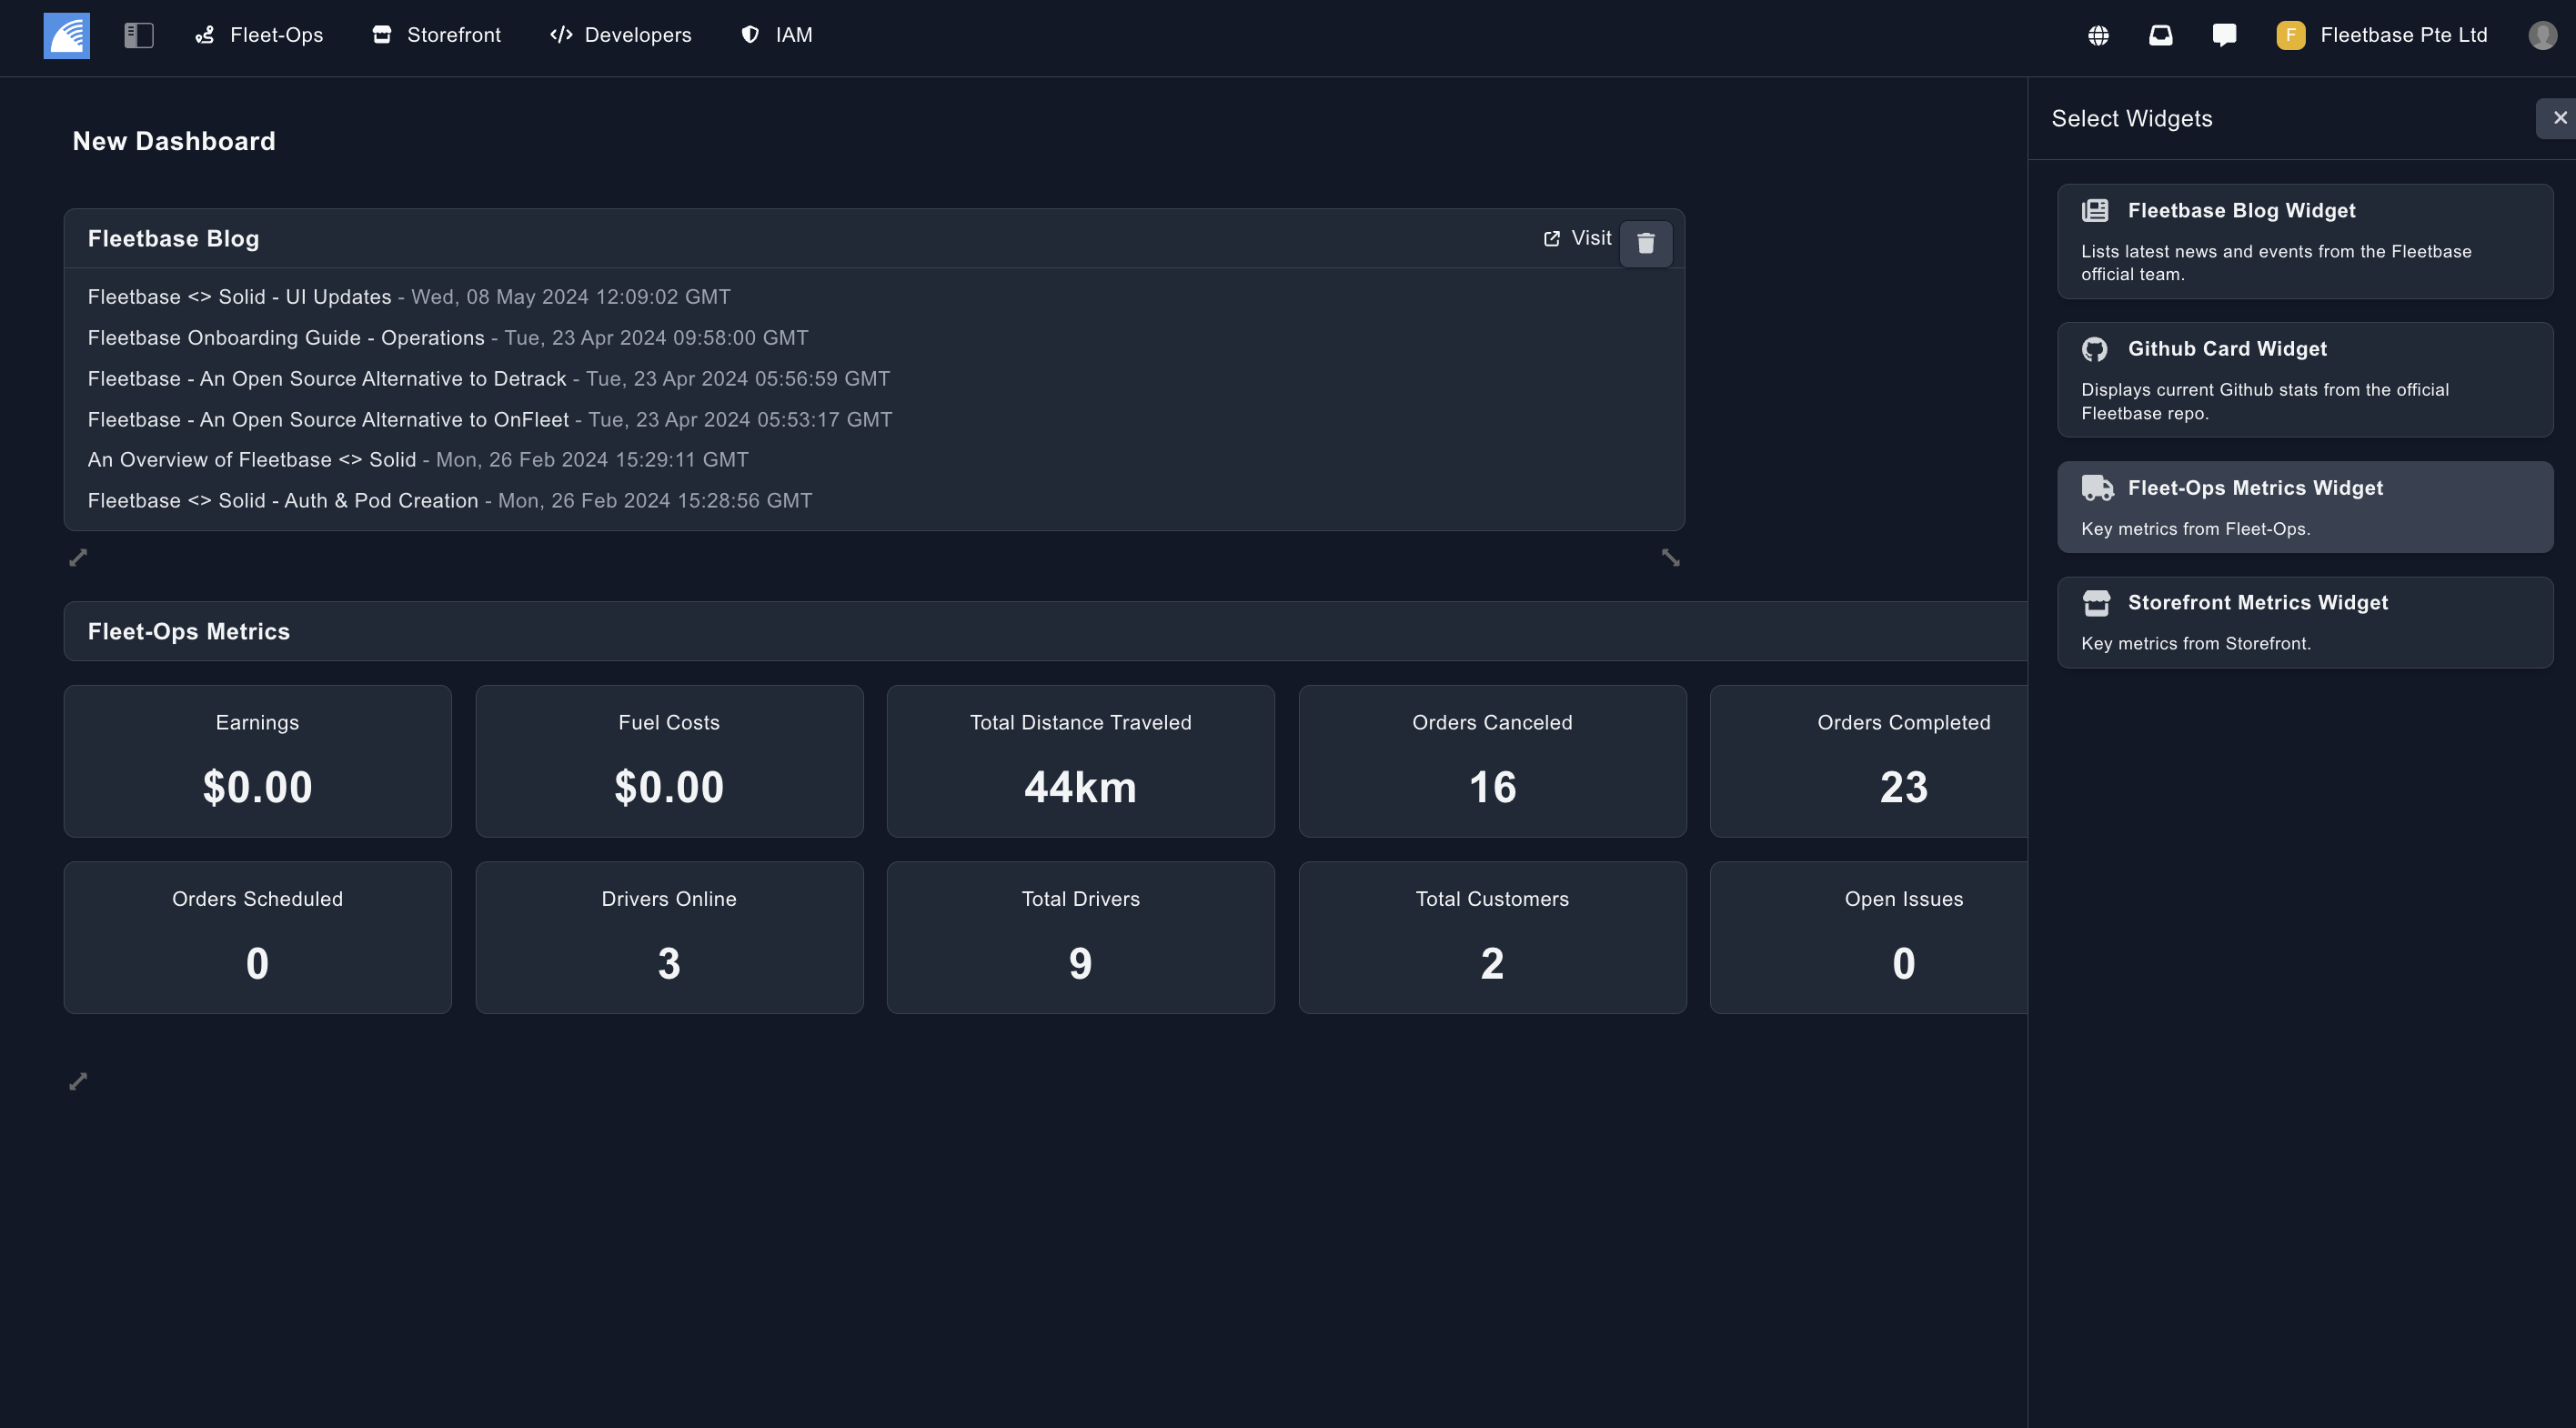 Fleet-Ops
Storefront
Developers
IAM
F
Fleetbase Pte Ltd
New Dashboard
Fleetbase Blog
Visit
Fleetbase <> Solid - UI Updates - Wed, 08 May 2024 12:09:02 GMT
Fleetbase Onboarding Guide - Operations - Tue, 23 Apr 2024 09:58:00 GMT
Fleetbase - An Open Source Alternative to Detrack - Tue, 23 Apr 2024 05:56:59 GMT
Fleetbase - An Open Source Alternative to OnFleet - Tue, 23 Apr 2024 05:53:17 GMT
An Overview of Fleetbase <> Solid - Mon, 26 Feb 2024 15:29:11 GMT
Fleetbase <> Solid - Auth & Pod Creation - Mon, 26 Feb 2024 15:28:56 GMT
Fleet-Ops Metrics
Earnings
$0.00
Fuel Costs
$0.00
Total Distance Traveled
44km
Orders Canceled
16
Orders Completed
23
Orders Scheduled
0
Drivers Online
3
Total Drivers
9
Total Customers
2
Open Issues
0
Select Widgets
Fleetbase Blog Widget
Lists latest news and events from the Fleetbase
official team.
Github Card Widget
Displays current Github stats from the official
Fleetbase repo.
Fleet-Ops Metrics Widget
Key metrics from Fleet-Ops.
Storefront Metrics Widget
Key metrics from Storefront.